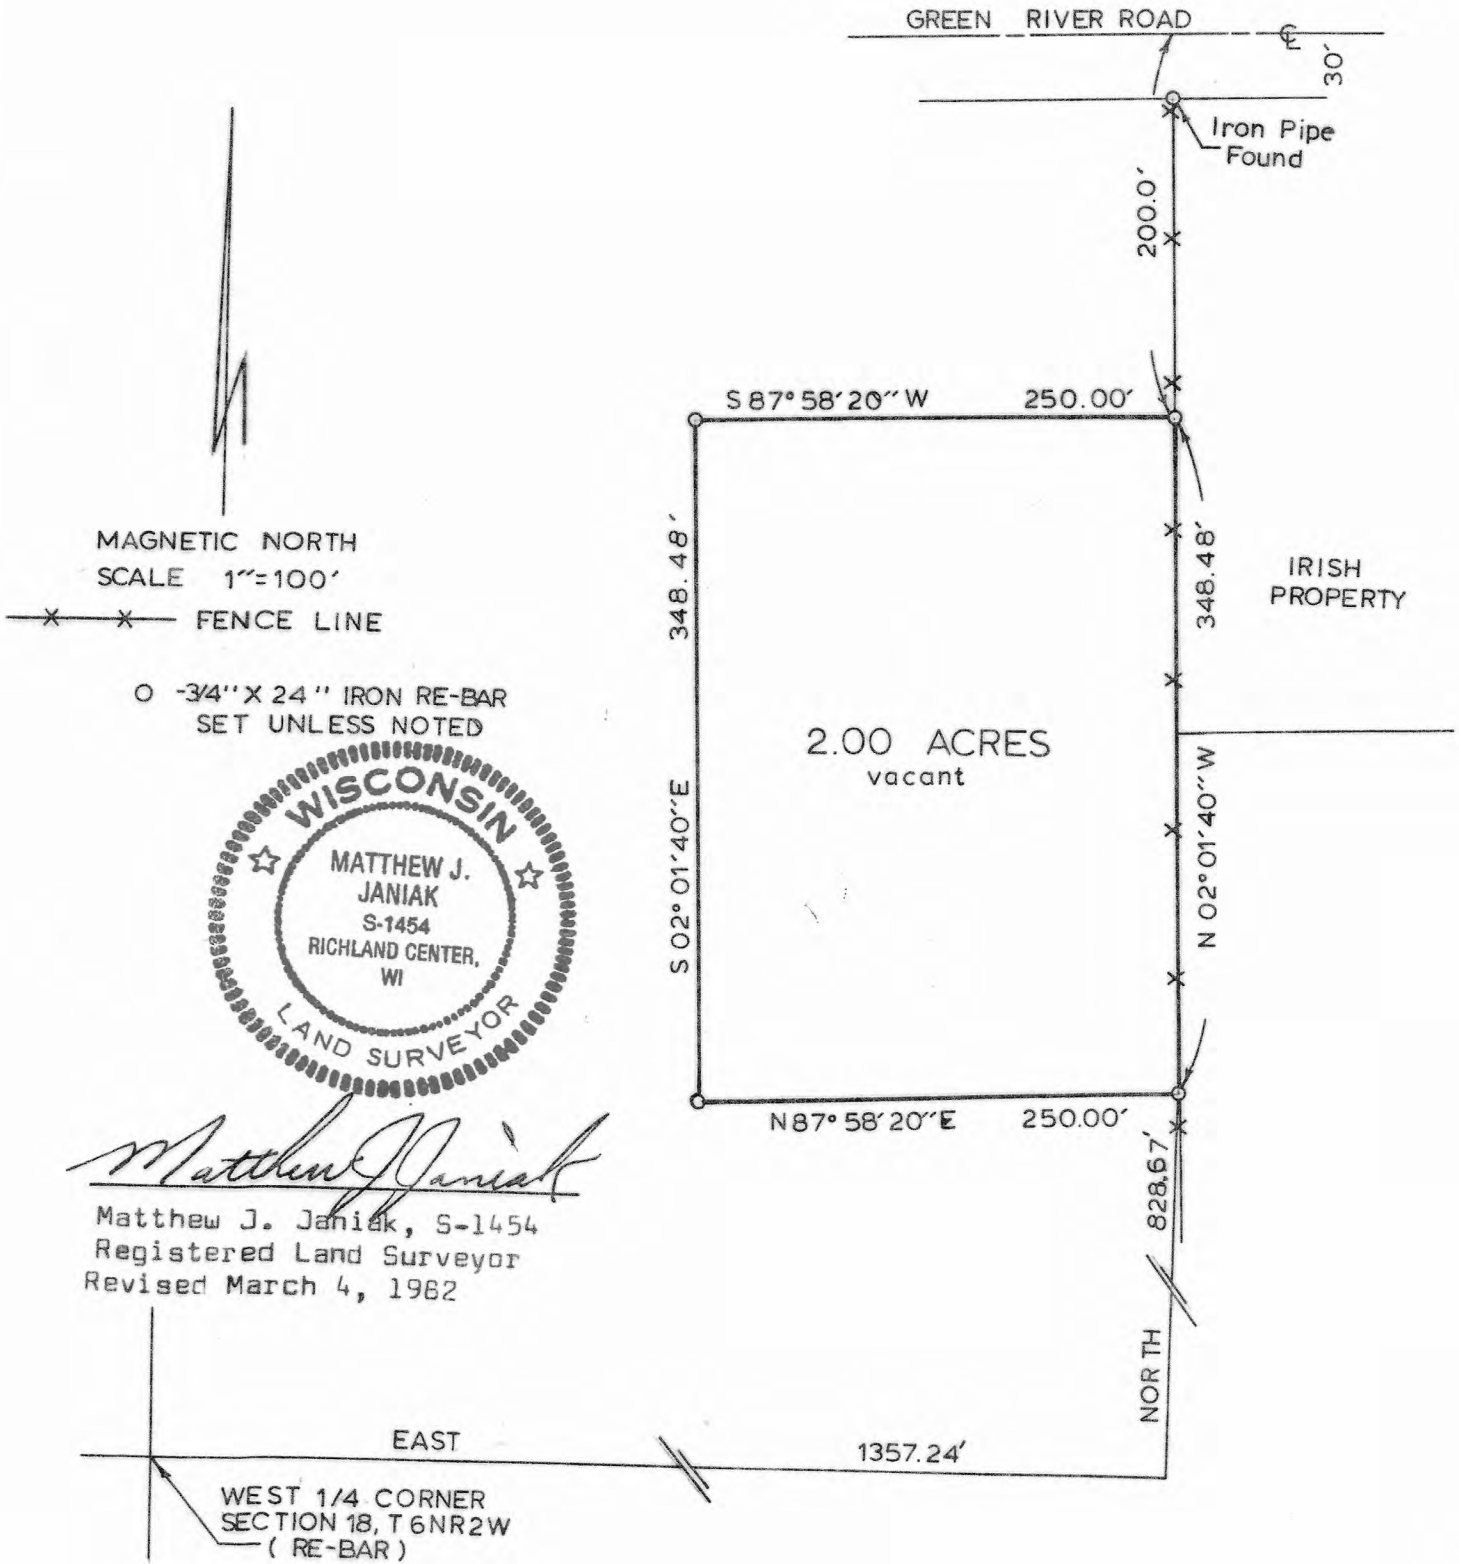 GREEN RIVER ROAD
℄
30'
Iron Pipe
Found
200.0'
S 87° 58' 20" W 250.00'
348.48'
S 02° 01' 40" E
348.48'
N 02° 01' 40" W
IRISH
PROPERTY
MAGNETIC NORTH
SCALE 1"=100'
FENCE LINE
O -3/4" X 24" IRON RE-BAR
SET UNLESS NOTED
2.00 ACRES
vacant
WISCONSIN
MATTHEW J.
JANIAK
S-1454
RICHLAND CENTER,
WI
LAND SURVEYOR
N 87° 58' 20" E 250.00'
828.67'
NORTH
Matthew J Janiak
Matthew J. Janiak, S-1454
Registered Land Surveyor
Revised March 4, 1982
EAST
1357.24'
WEST 1/4 CORNER
SECTION 18, T6NR2W
( RE-BAR )